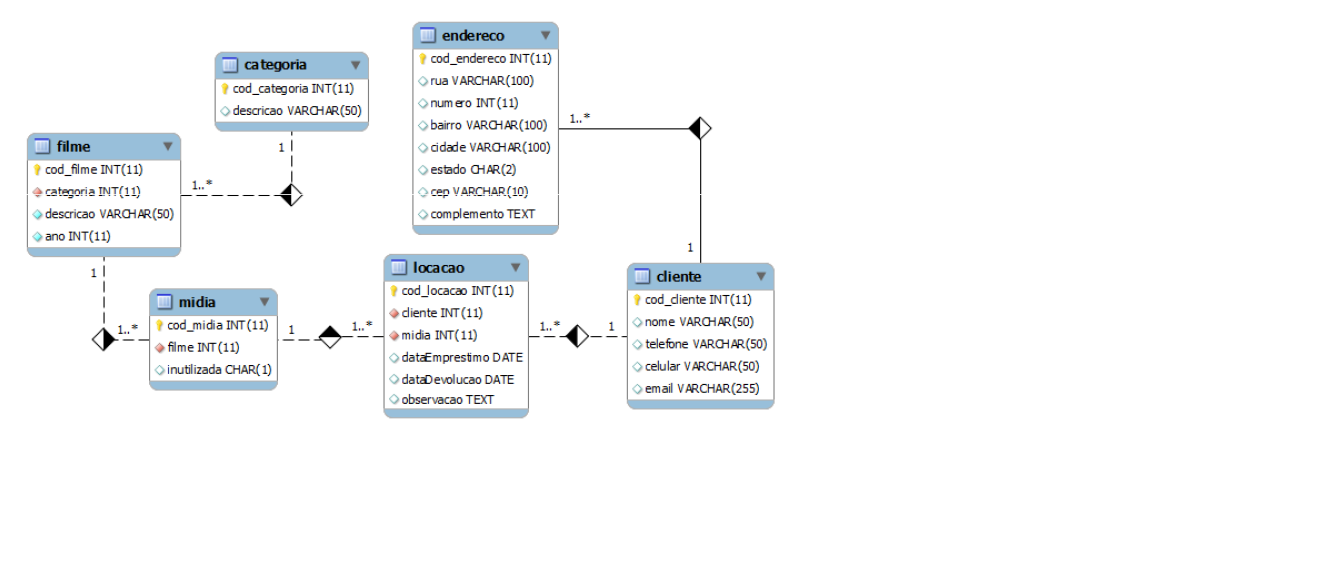 categoria
cod_categoria INT(11)
descricao VARCHAR(50)
1
filme
cod_filme INT(11)
categoria INT(11)
descricao VARCHAR(50)
ano INT(11)
1..*
1
midia
cod_midia INT(11)
filme INT(11)
inutilizada CHAR(1)
1..*
1
endereco
cod_endereco INT(11)
rua VARCHAR(100)
numero INT(11)
bairro VARCHAR(100)
cidade VARCHAR(100)
estado CHAR(2)
cep VARCHAR(10)
complemento TEXT
1..*
1
locacao
cod_locacao INT(11)
cliente INT(11)
midia INT(11)
dataEmprestimo DATE
dataDevolucao DATE
observacao TEXT
1..*
1..*
1
cliente
cod_cliente INT(11)
nome VARCHAR(50)
telefone VARCHAR(50)
celular VARCHAR(50)
email VARCHAR(255)